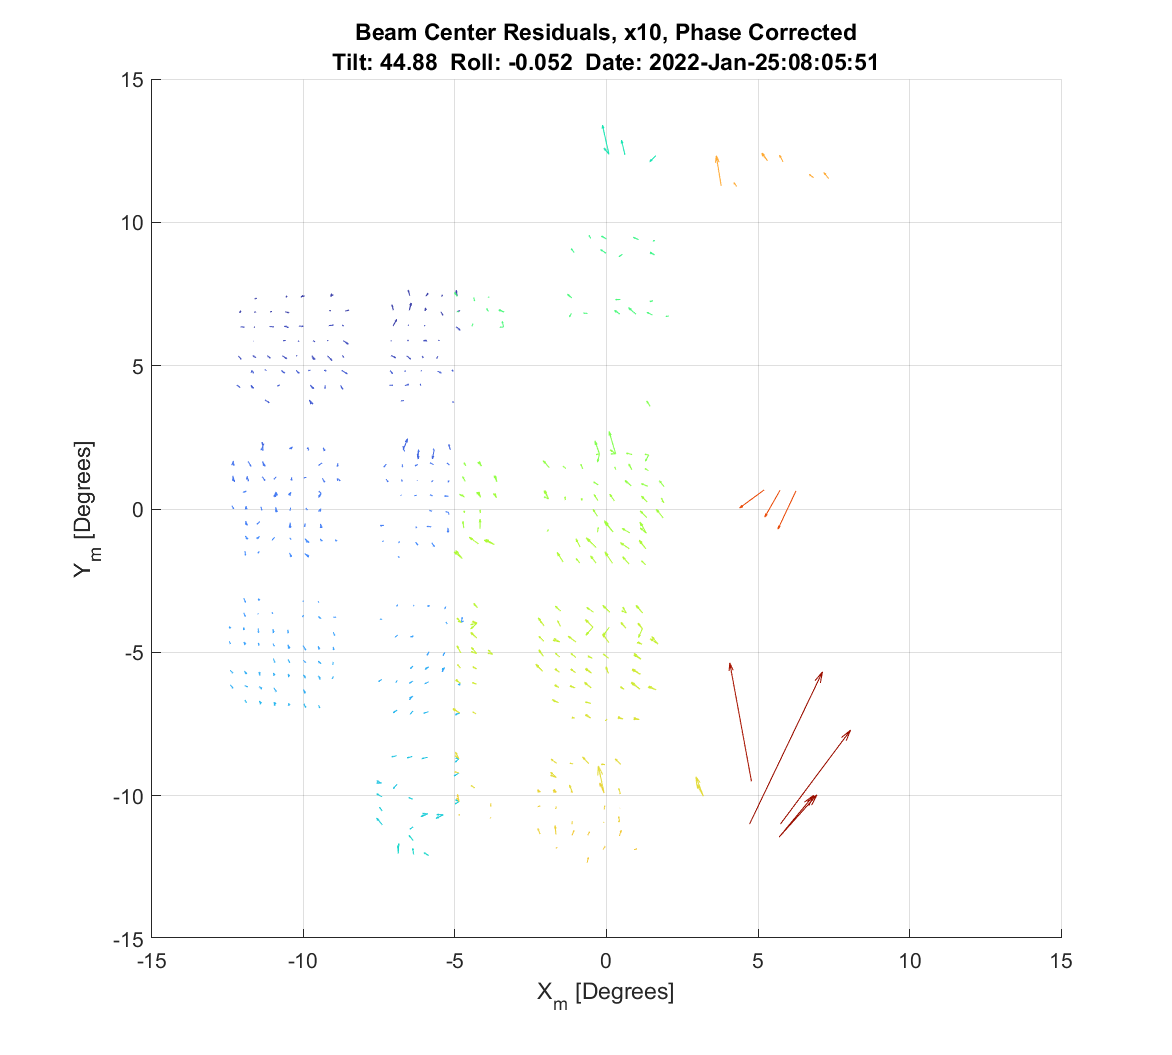 Beam Center Residuals, x10, Phase Corrected
Tilt: 44.88  Roll: -0.052  Date: 2022-Jan-25:08:05:51
15
10
5
0
-5
-10
-15
Y_m [Degrees]
-15 -10 -5 0 5 10 15
X_m [Degrees]